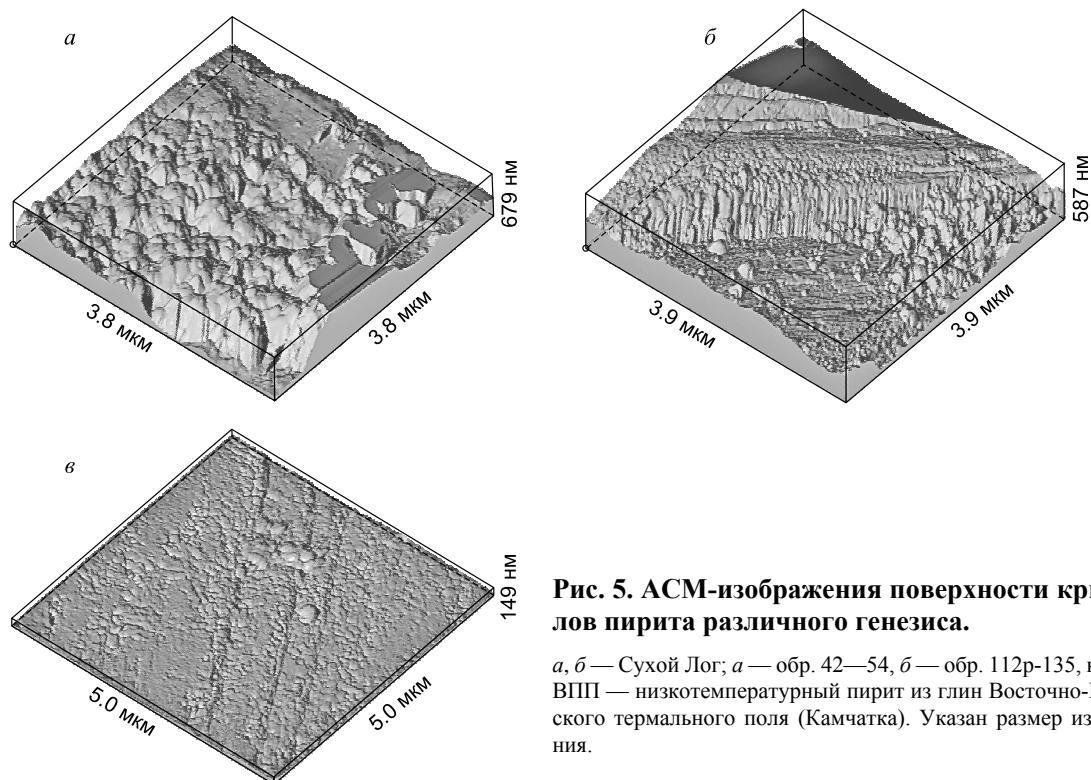 а
б
679 нм
587 нм
3.8 мкм
3.8 мкм
3.9 мкм
3.9 мкм
в
149 нм
5.0 мкм
5.0 мкм
Рис. 5. АСМ-изображения поверхности
лов пирита различного генезиса.
а, б — Сухой Лог; а — обр. 42—54, б — обр. 112р-135,
ВПП — низкотемпературный пирит из глин Восточно-
ского термального поля (Камчатка). Указан размер
ния.